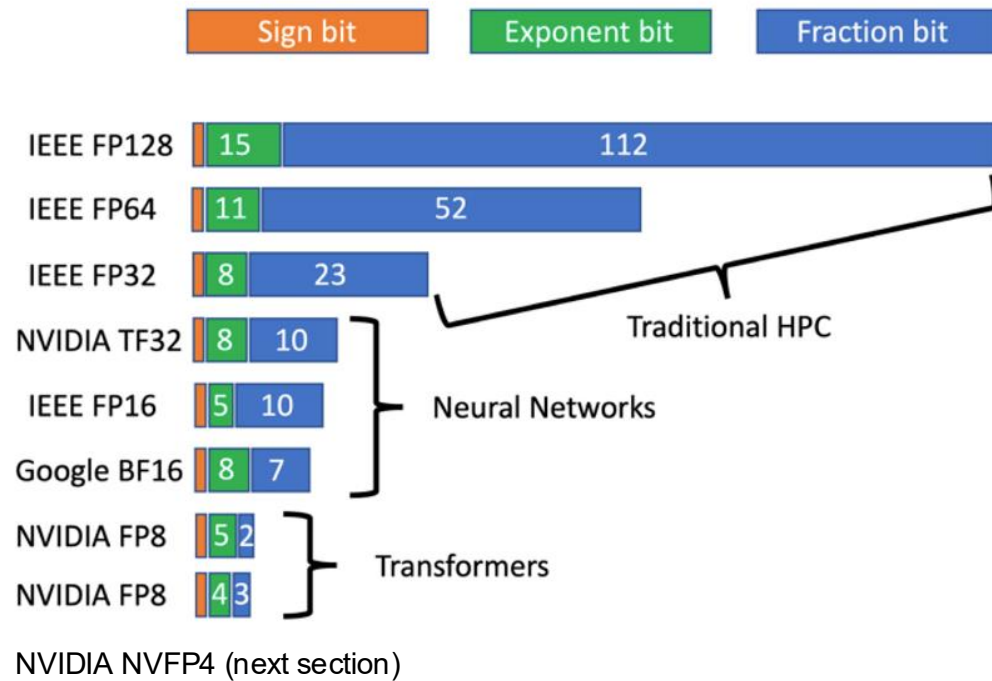 Sign bit Exponent bit Fraction bit
IEEE FP128 15 112
IEEE FP64 11 52
IEEE FP32 8 23
Traditional HPC
NVIDIA TF32 8 10
IEEE FP16 5 10
Neural Networks
Google BF16 8 7
NVIDIA FP8 5 2
Transformers
NVIDIA FP8 4 3
NVIDIA NVFP4 (next section)